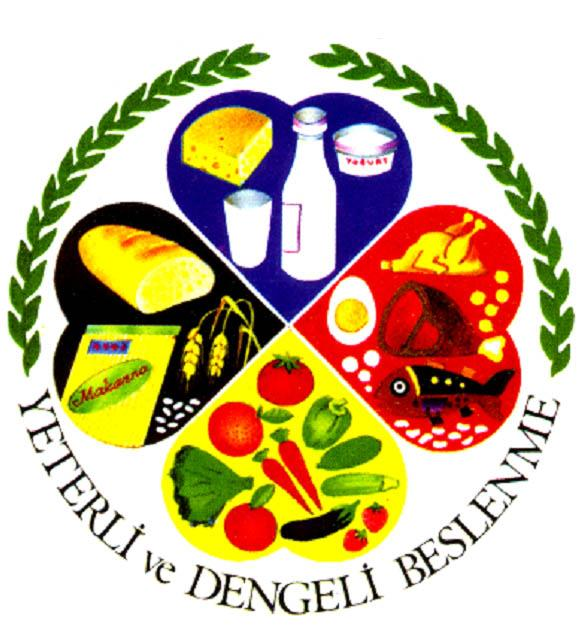 YOĞURT
Makarna
YETERLİ ve DENGELİ BESLENME